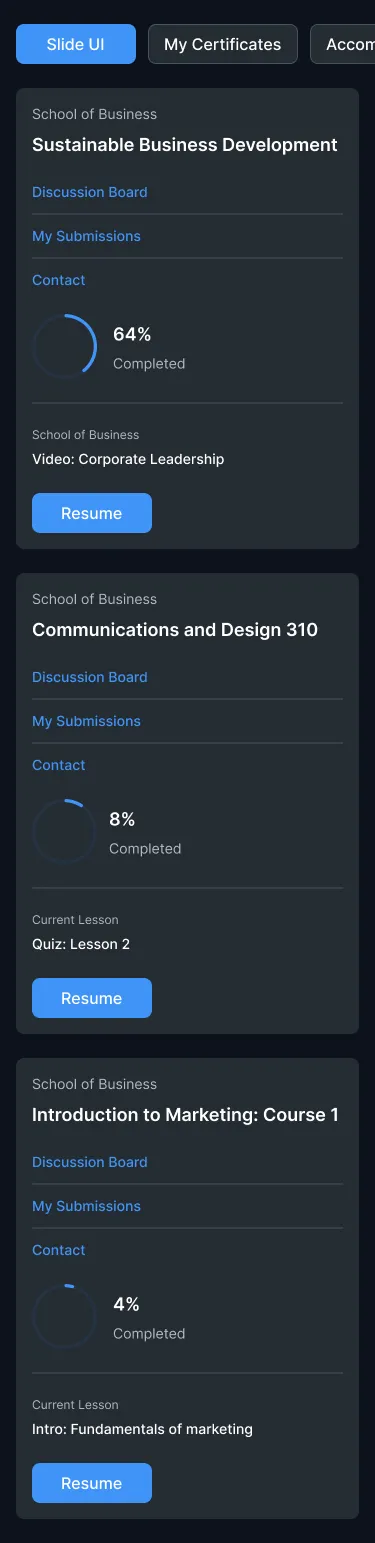 Slide UI
My Certificates
Accom
School of Business
Sustainable Business Development
Discussion Board
My Submissions
Contact
64%
Completed
School of Business
Video: Corporate Leadership
Resume
School of Business
Communications and Design 310
Discussion Board
My Submissions
Contact
8%
Completed
Current Lesson
Quiz: Lesson 2
Resume
School of Business
Introduction to Marketing: Course 1
Discussion Board
My Submissions
Contact
4%
Completed
Current Lesson
Intro: Fundamentals of marketing
Resume